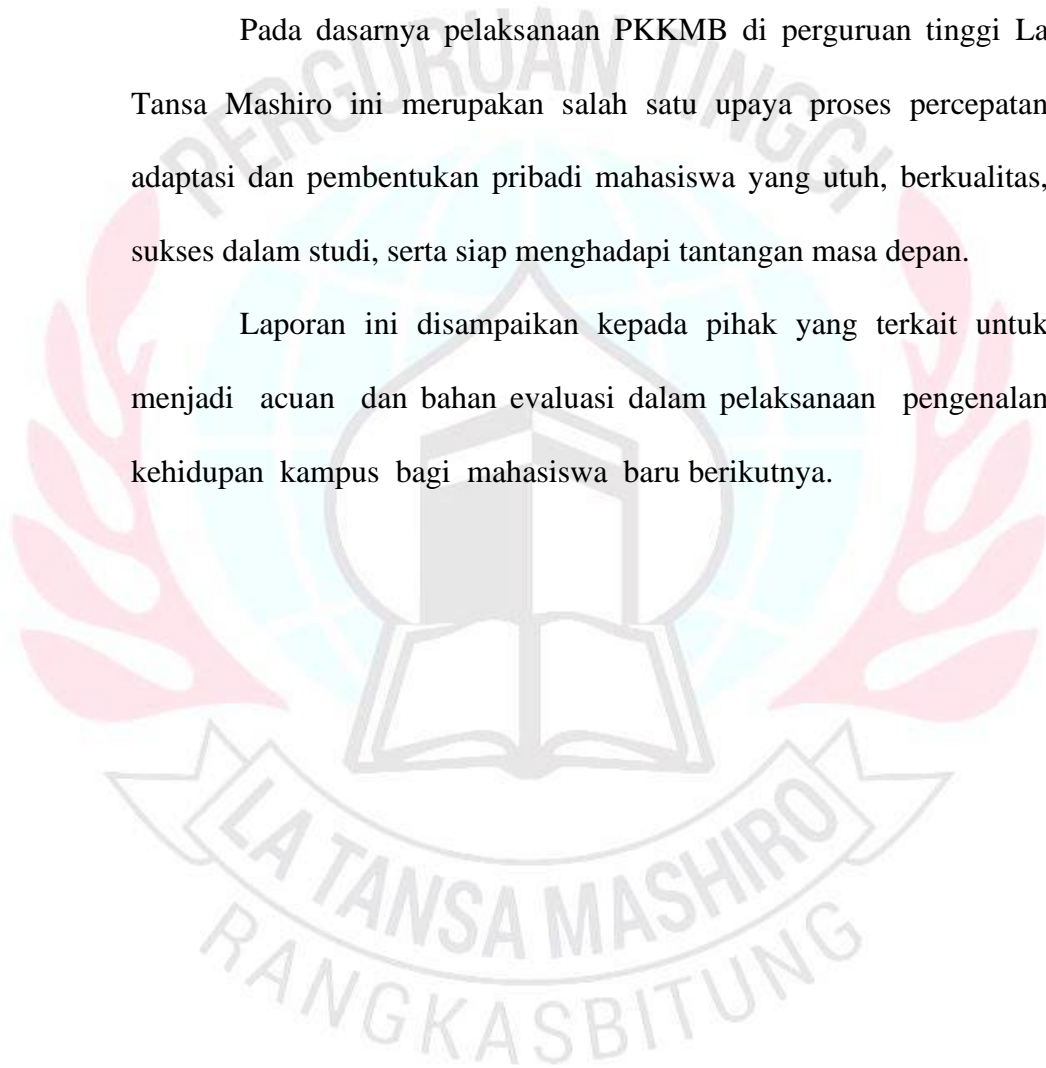 Pada dasarnya pelaksanaan PKKMB di perguruan tinggi La
Tansa Mashiro ini merupakan salah satu upaya proses percepatan
adaptasi dan pembentukan pribadi mahasiswa yang utuh, berkualitas,
sukses dalam studi, serta siap menghadapi tantangan masa depan.
Laporan ini disampaikan kepada pihak yang terkait untuk
menjadi acuan dan bahan evaluasi dalam pelaksanaan pengenalan
kehidupan kampus bagi mahasiswa baru berikutnya.
PERGURUAN TINGGI
LA TANSA MASHIRO
RANGKASBITUNG